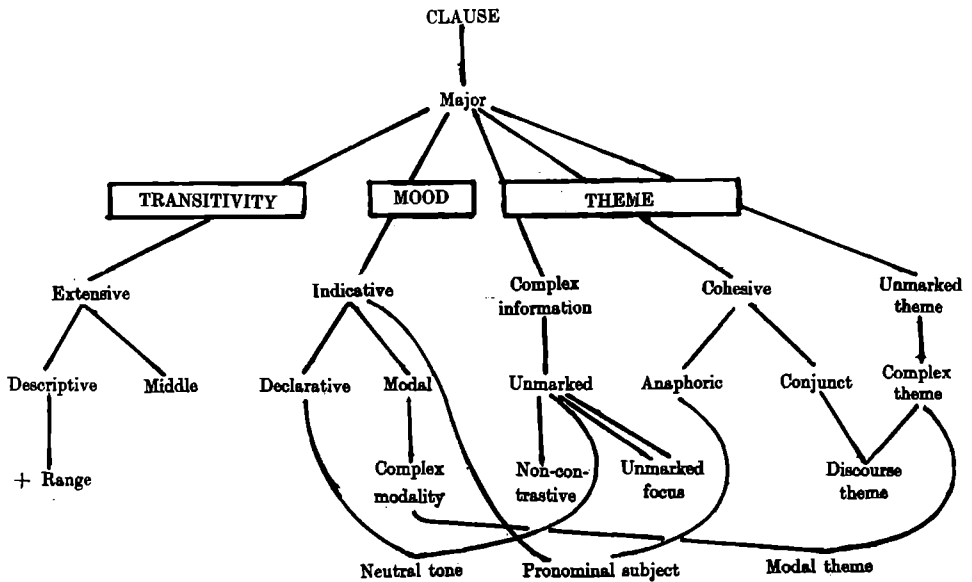 CLAUSE
Major
TRANSITIVITY
MOOD
THEME
Extensive
Indicative
Complex
information
Cohesive
Unmarked
theme
Descriptive
Middle
Declarative
Modal
Unmarked
Anaphoric
Conjunct
Complex
theme
+ Range
Complex
modality
Non-con-
trastive
Unmarked
focus
Discourse
theme
Neutral tone
Pronominal subject
Modal theme